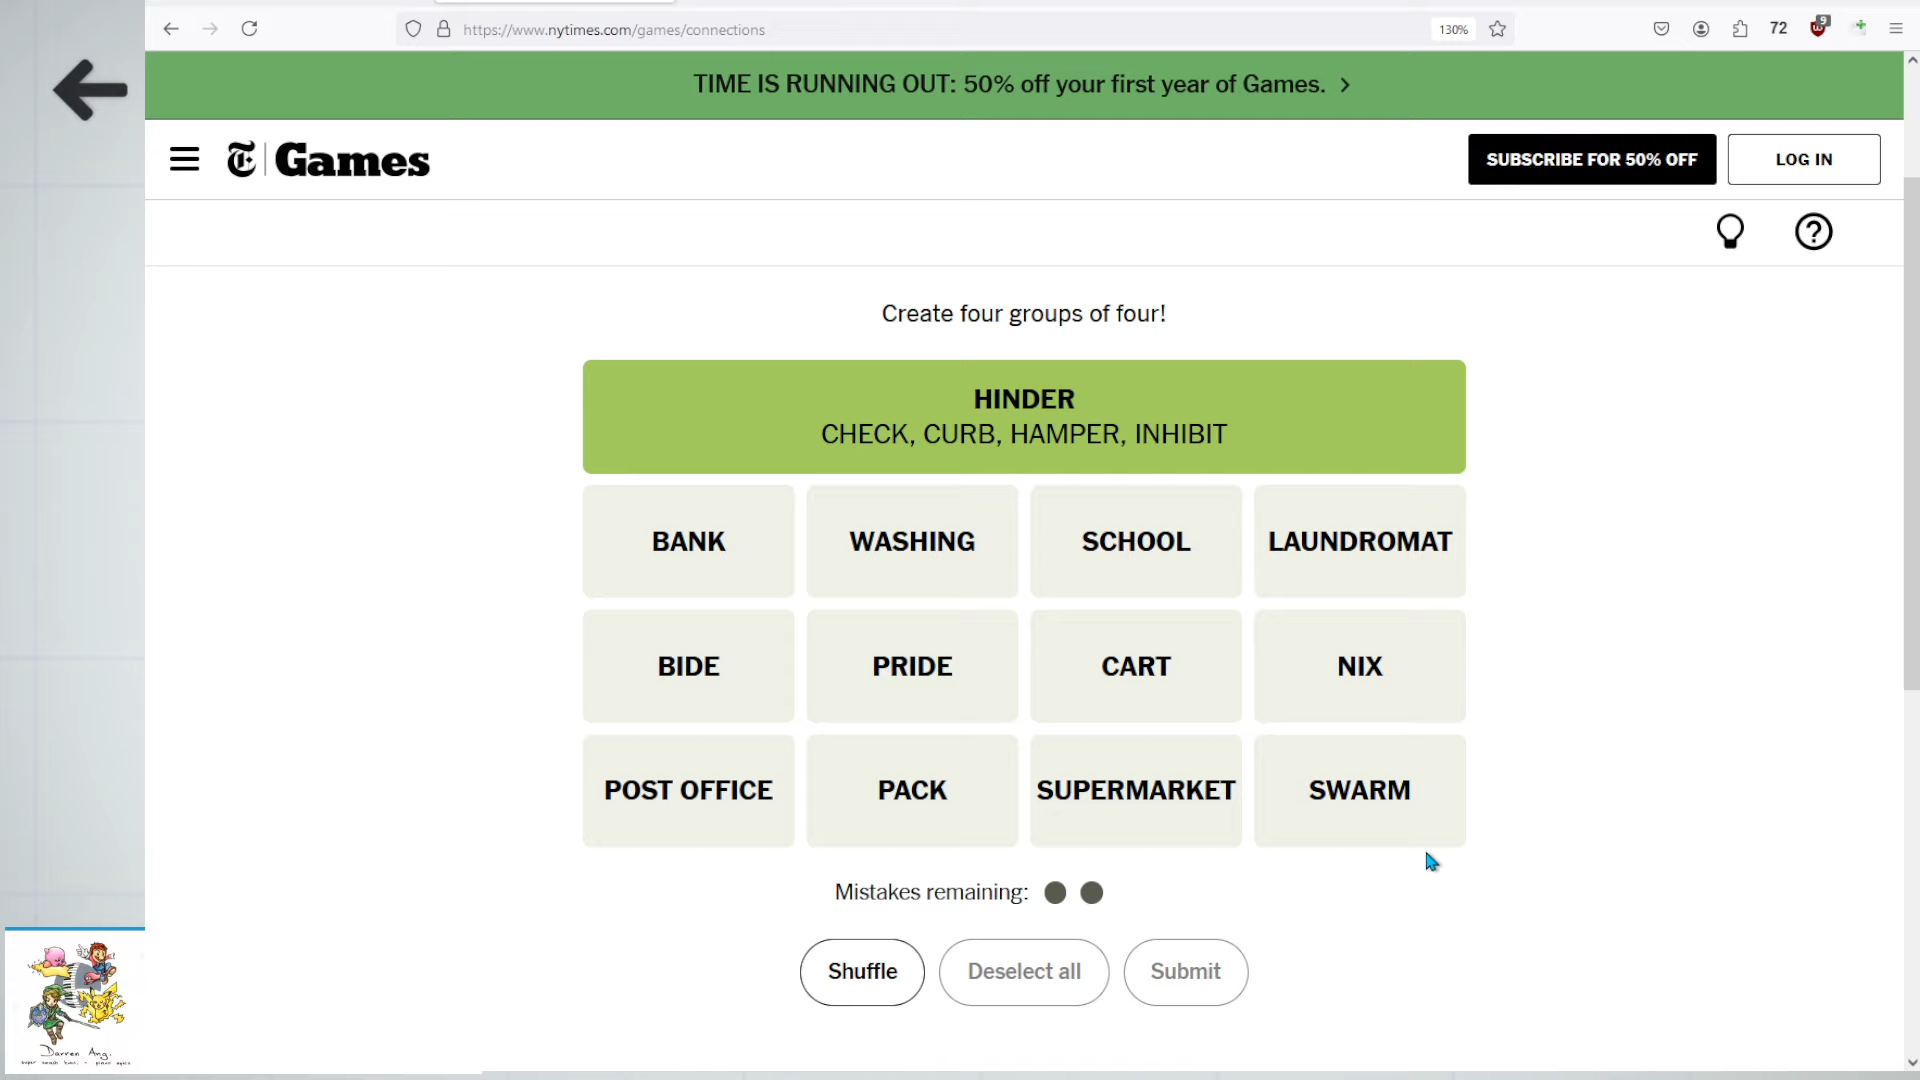 https://www.nytimes.com/games/connections
130%
72
9
TIME IS RUNNING OUT: 50% off your first year of Games.
Games
SUBSCRIBE FOR 50% OFF
LOG IN
Create four groups of four!
HINDER
CHECK, CURB, HAMPER, INHIBIT
BANK WASHING SCHOOL LAUNDROMAT
BIDE PRIDE CART NIX
POST OFFICE PACK SUPERMARKET SWARM
Mistakes remaining:
Shuffle Deselect all Submit
Darren Ang.